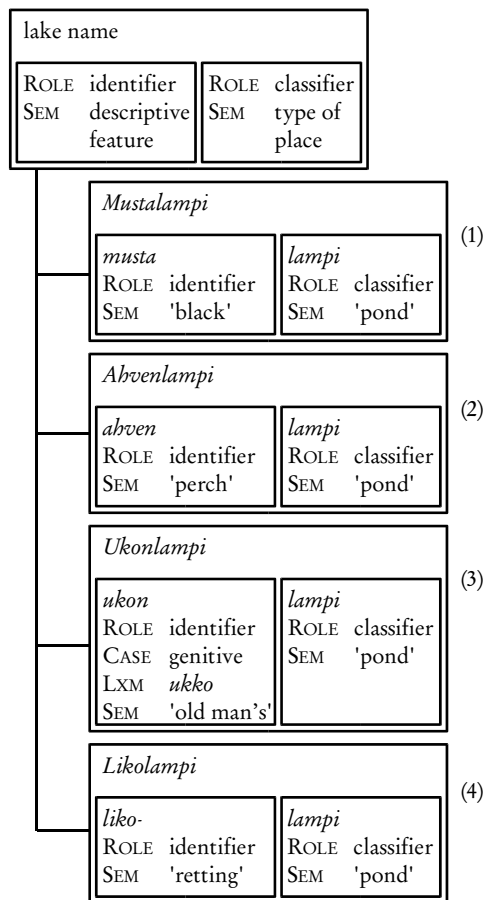 lake name
ROLE identifier ROLE classifier
SEM descriptive SEM type of
feature place
Mustalampi
(1)
musta lampi
ROLE identifier ROLE classifier
SEM 'black' SEM 'pond'
Ahvenlampi
(2)
ahven lampi
ROLE identifier ROLE classifier
SEM 'perch' SEM 'pond'
Ukonlampi
(3)
ukon lampi
ROLE identifier ROLE classifier
CASE genitive SEM 'pond'
LXM ukko
SEM 'old man’s'
Likolampi
(4)
liko- lampi
ROLE identifier ROLE classifier
SEM 'retting' SEM 'pond'